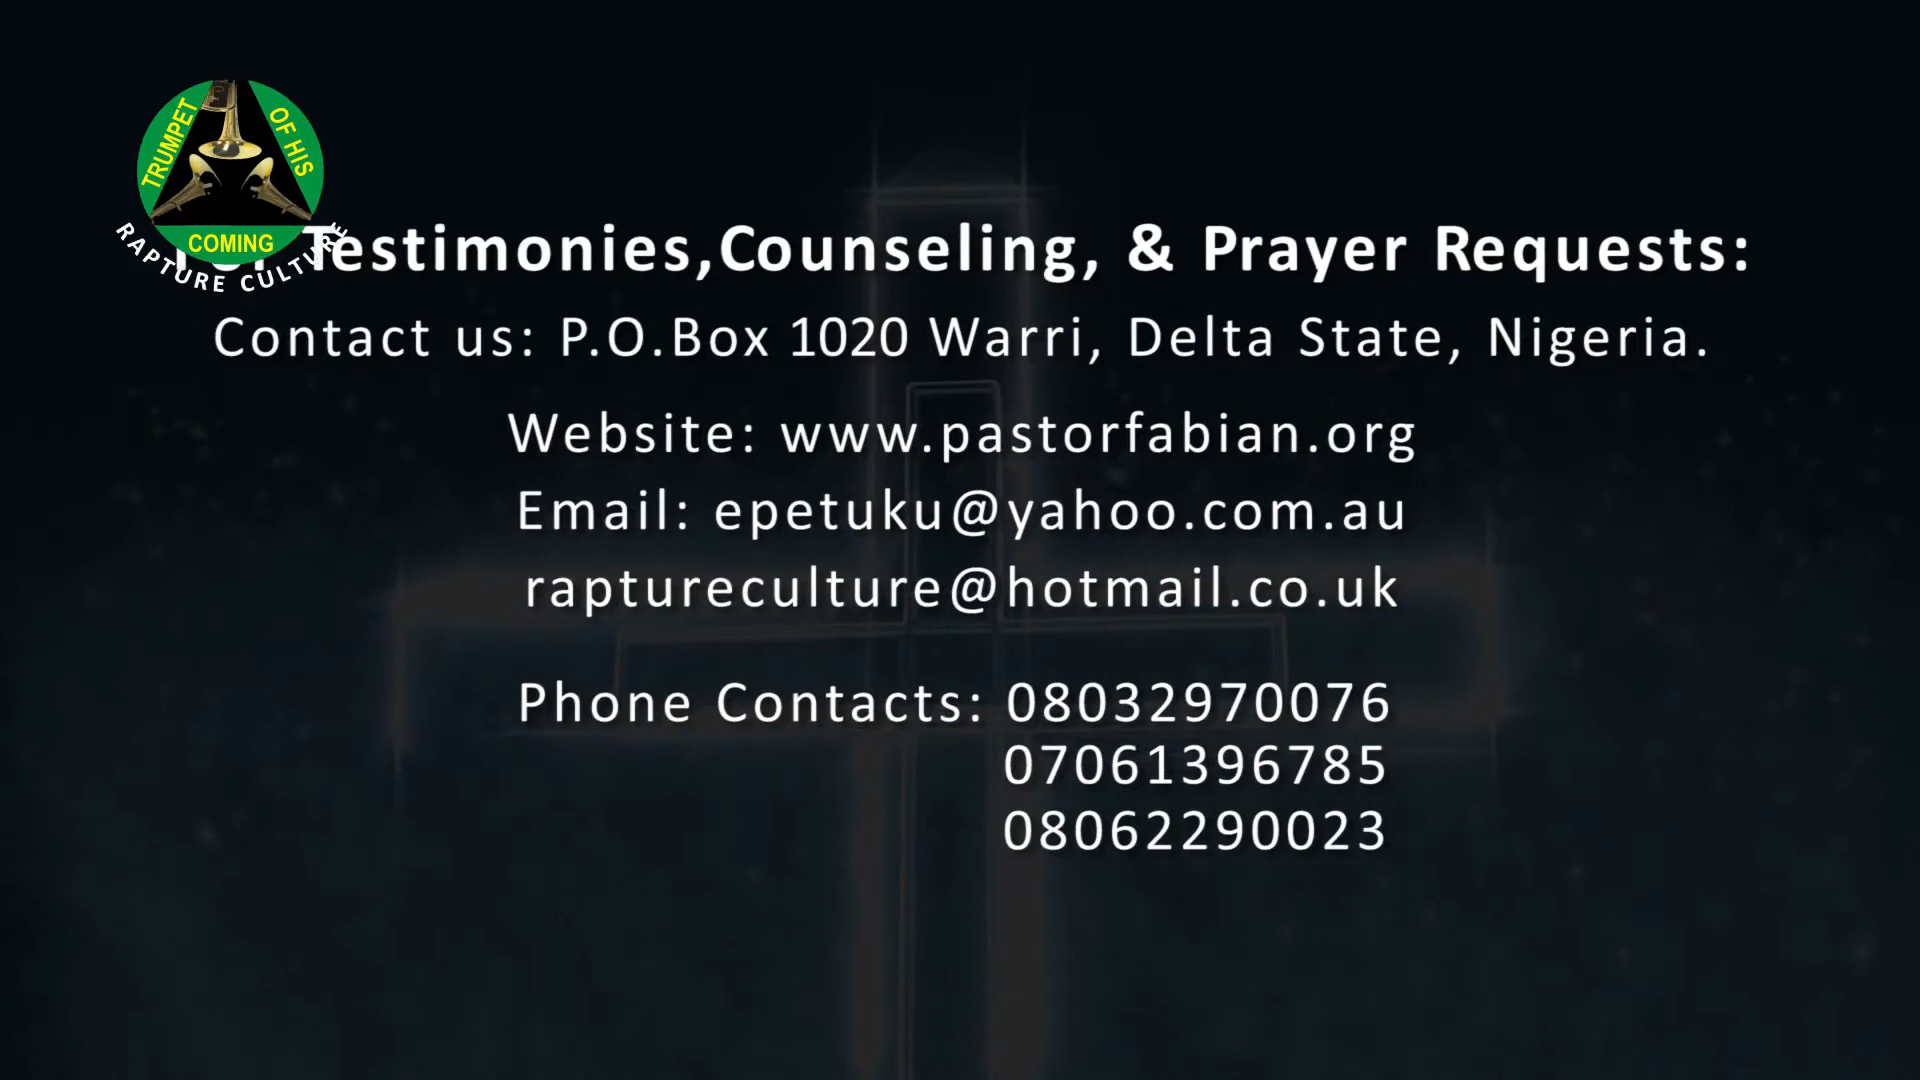 TRUMPET OF HIS COMING
RAPTURE CULTURE
For Testimonies,Counseling, & Prayer Requests:
Contact us: P.O.Box 1020 Warri, Delta State, Nigeria.
Website: www.pastorfabian.org
Email: epetuku@yahoo.com.au
raptureculture@hotmail.co.uk
Phone Contacts: 08032970076
07061396785
08062290023